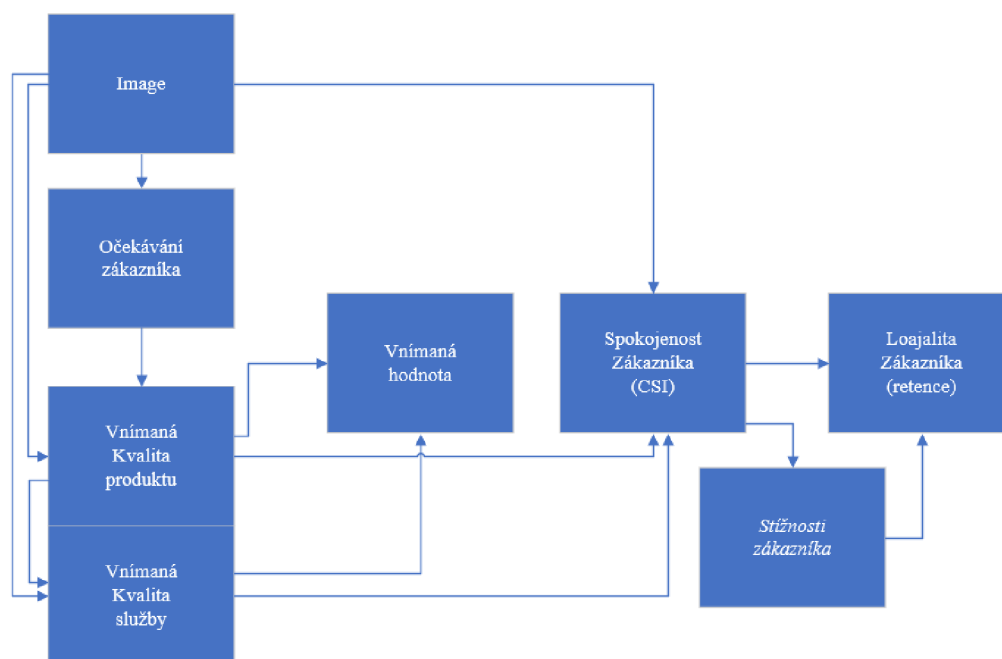 Image
Očekávání
zákazníka
Vnímaná
hodnota
Spokojenost
Zákazníka
(CSI)
Loajalita
Zákazníka
(retence)
Vnímaná
Kvalita
produktu
Stížnosti
zákazníka
Vnímaná
Kvalita
služby